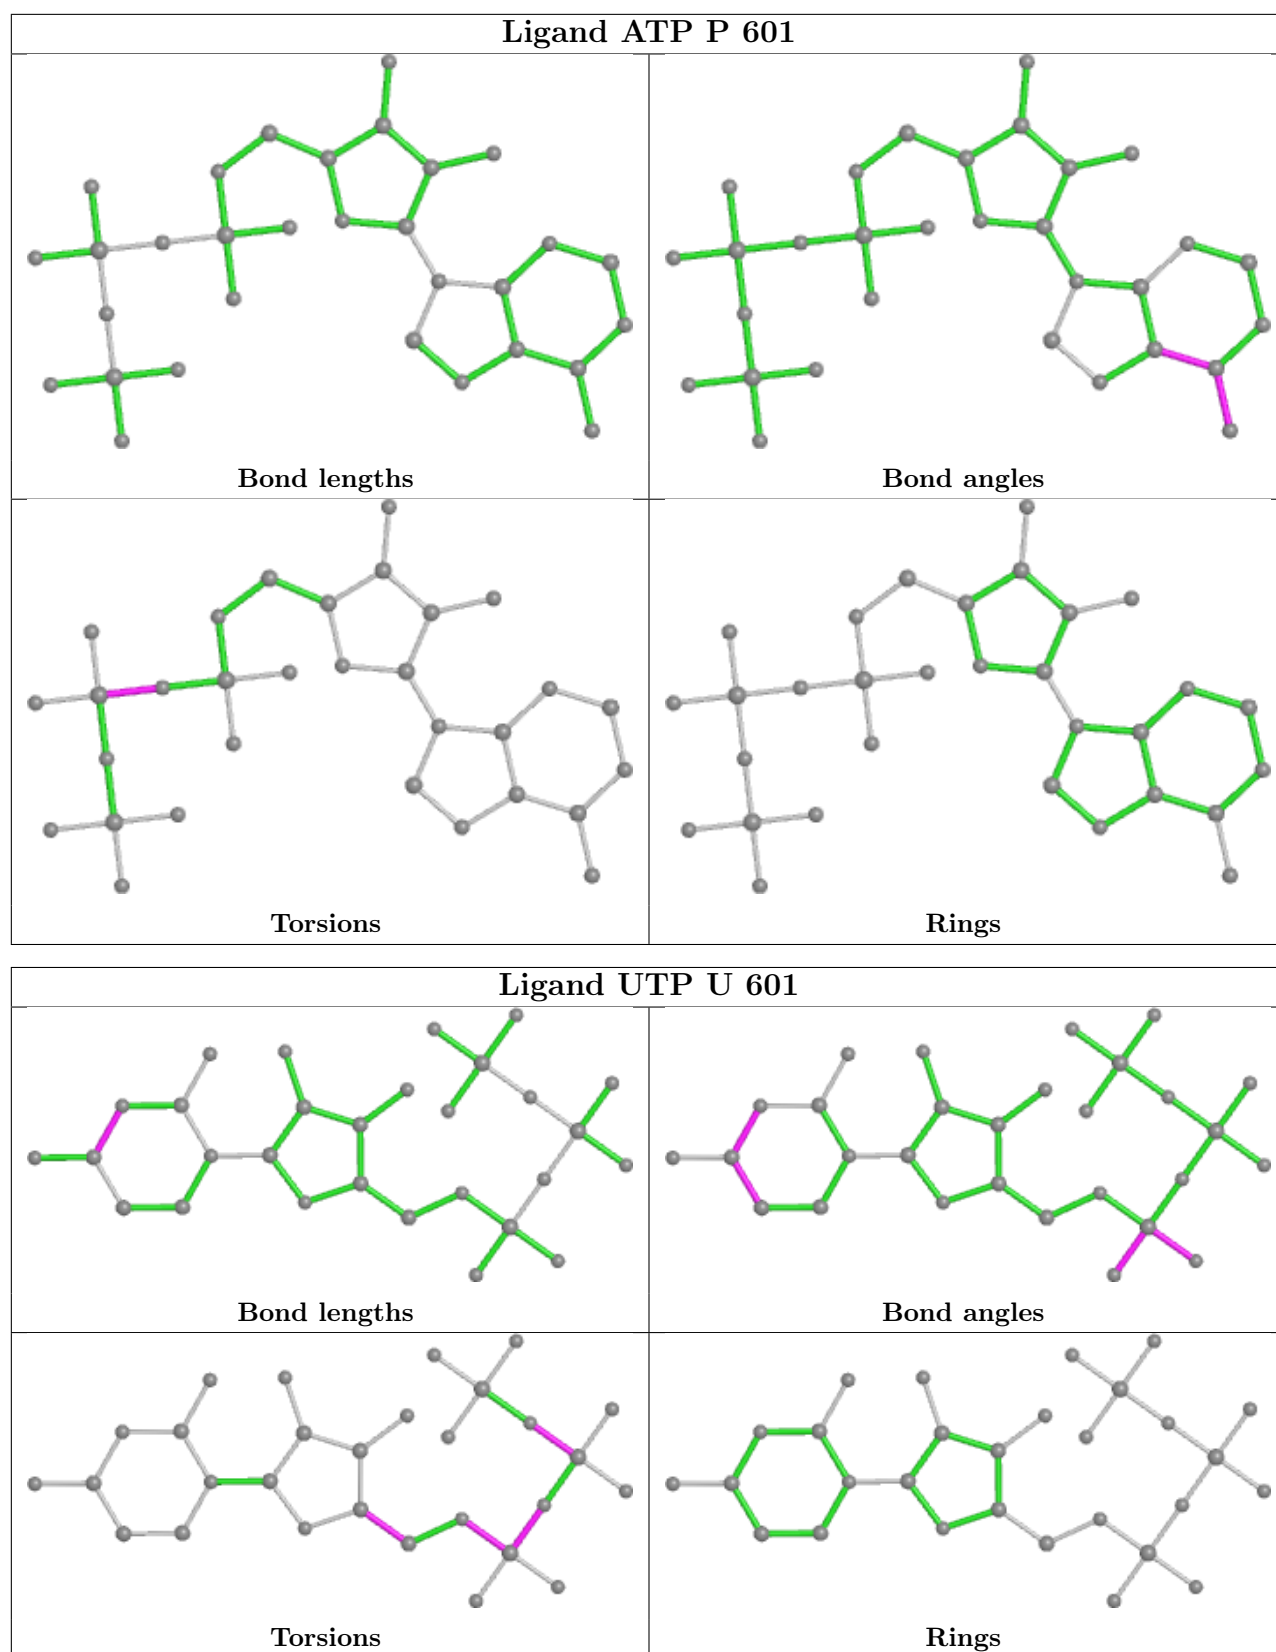 Ligand ATP P 601
Bond lengths
Bond angles
Torsions
Rings
Ligand UTP U 601
Bond lengths
Bond angles
Torsions
Rings